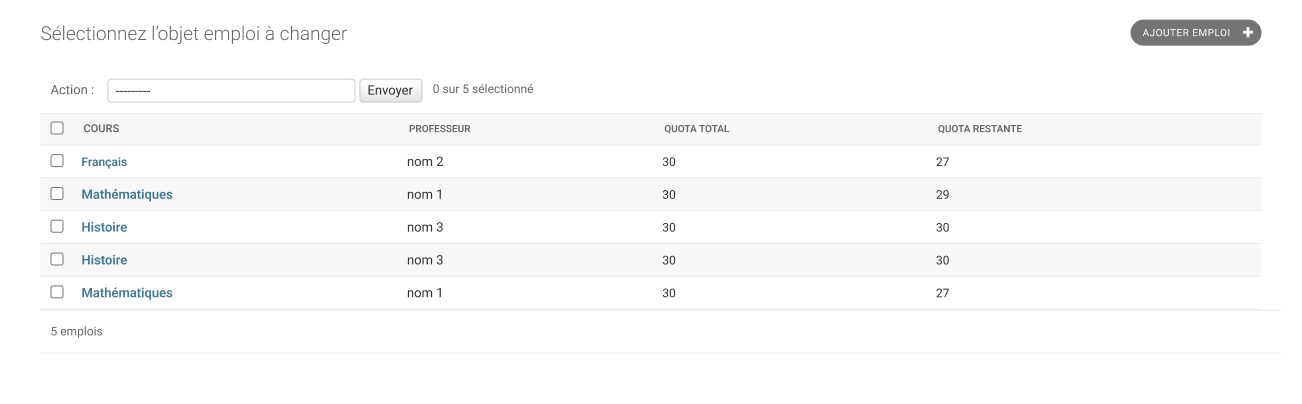 Sélectionnez l’objet emploi à changer
AJOUTER EMPLOI +
Action : --------- Envoyer 0 sur 5 sélectionné
COURS PROFESSEUR QUOTA TOTAL QUOTA RESTANTE
Français nom 2 30 27
Mathématiques nom 1 30 29
Histoire nom 3 30 30
Histoire nom 3 30 30
Mathématiques nom 1 30 27
5 emplois